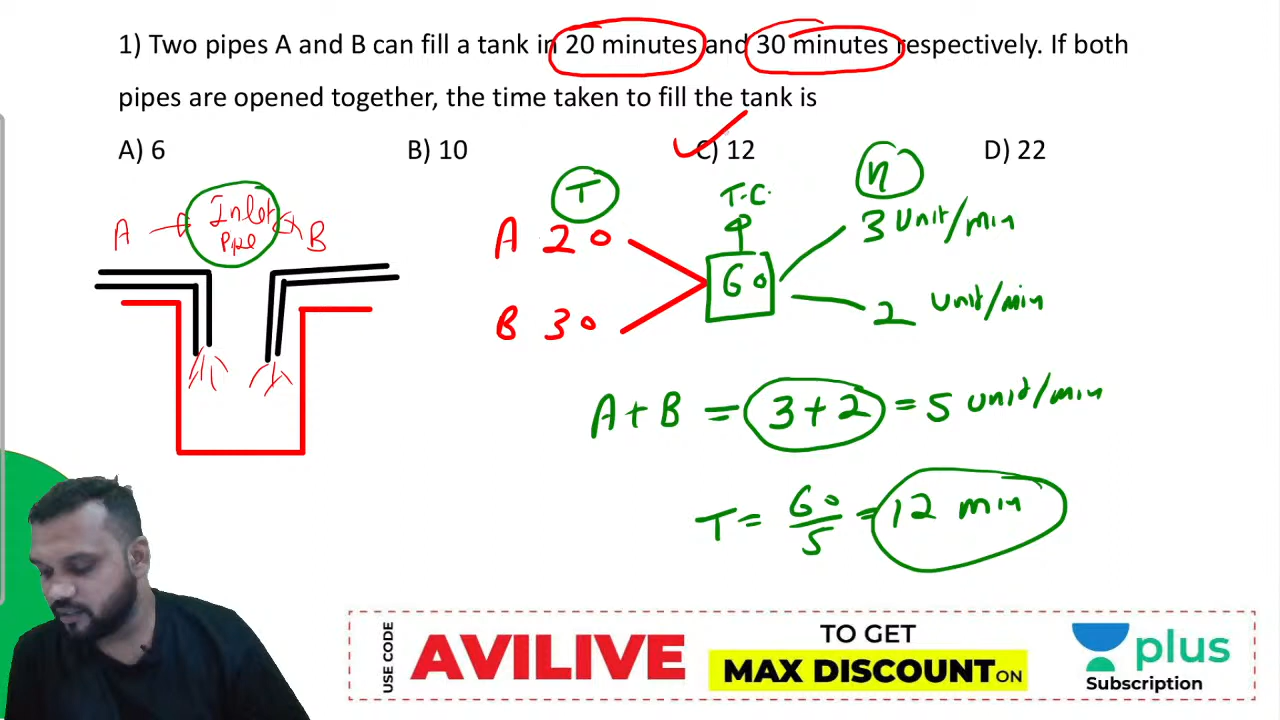 1) Two pipes A and B can fill a tank in 20 minutes and 30 minutes respectively. If both
pipes are opened together, the time taken to fill the tank is
A) 6 B) 10 C) 12 D) 22
A Inlet B
Pipe
T T.C. η
A 20 60 3 Unit/min
B 30 2 Unit/min
A+B = 3+2 = 5 Unit/min
T = 60/5 = 12 min
USE CODE
AVILIVE
TO GET
MAX DISCOUNT ON
plus
Subscription